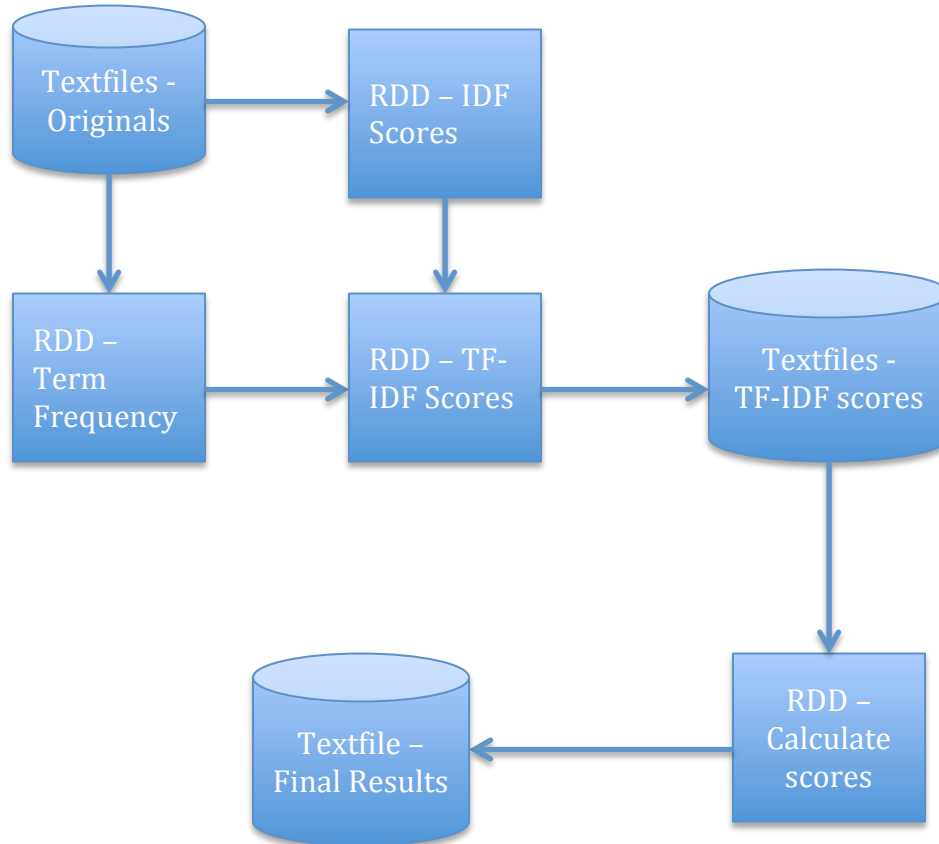 Textfiles -
Originals
RDD – IDF
Scores
RDD –
Term
Frequency
RDD – TF-
IDF Scores
Textfiles -
TF-IDF scores
RDD –
Calculate
scores
Textfile –
Final Results